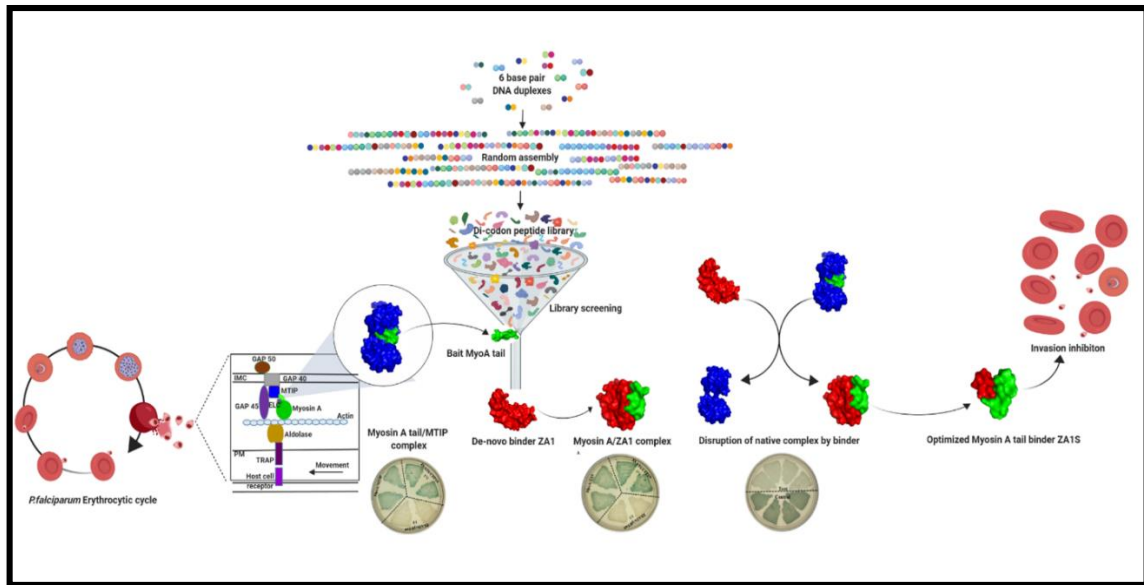 6 base pair
DNA duplexes
Random assembly
Di-codon peptide library
Library screening
Bait MyoA tail
GAP 50
IMC
GAP 40
MTIP
GAP 45
ELC
Myosin A
Actin
Aldolase
PM
TRAP
Movement
Host cell
receptor
P.falciparum Erythrocytic cycle
Myosin A tail/MTIP
complex
De-novo binder ZA1
Myosin A/ZA1 complex
Disruption of native complex by binder
Optimized Myosin A tail binder ZA1S
Invasion inhibiton